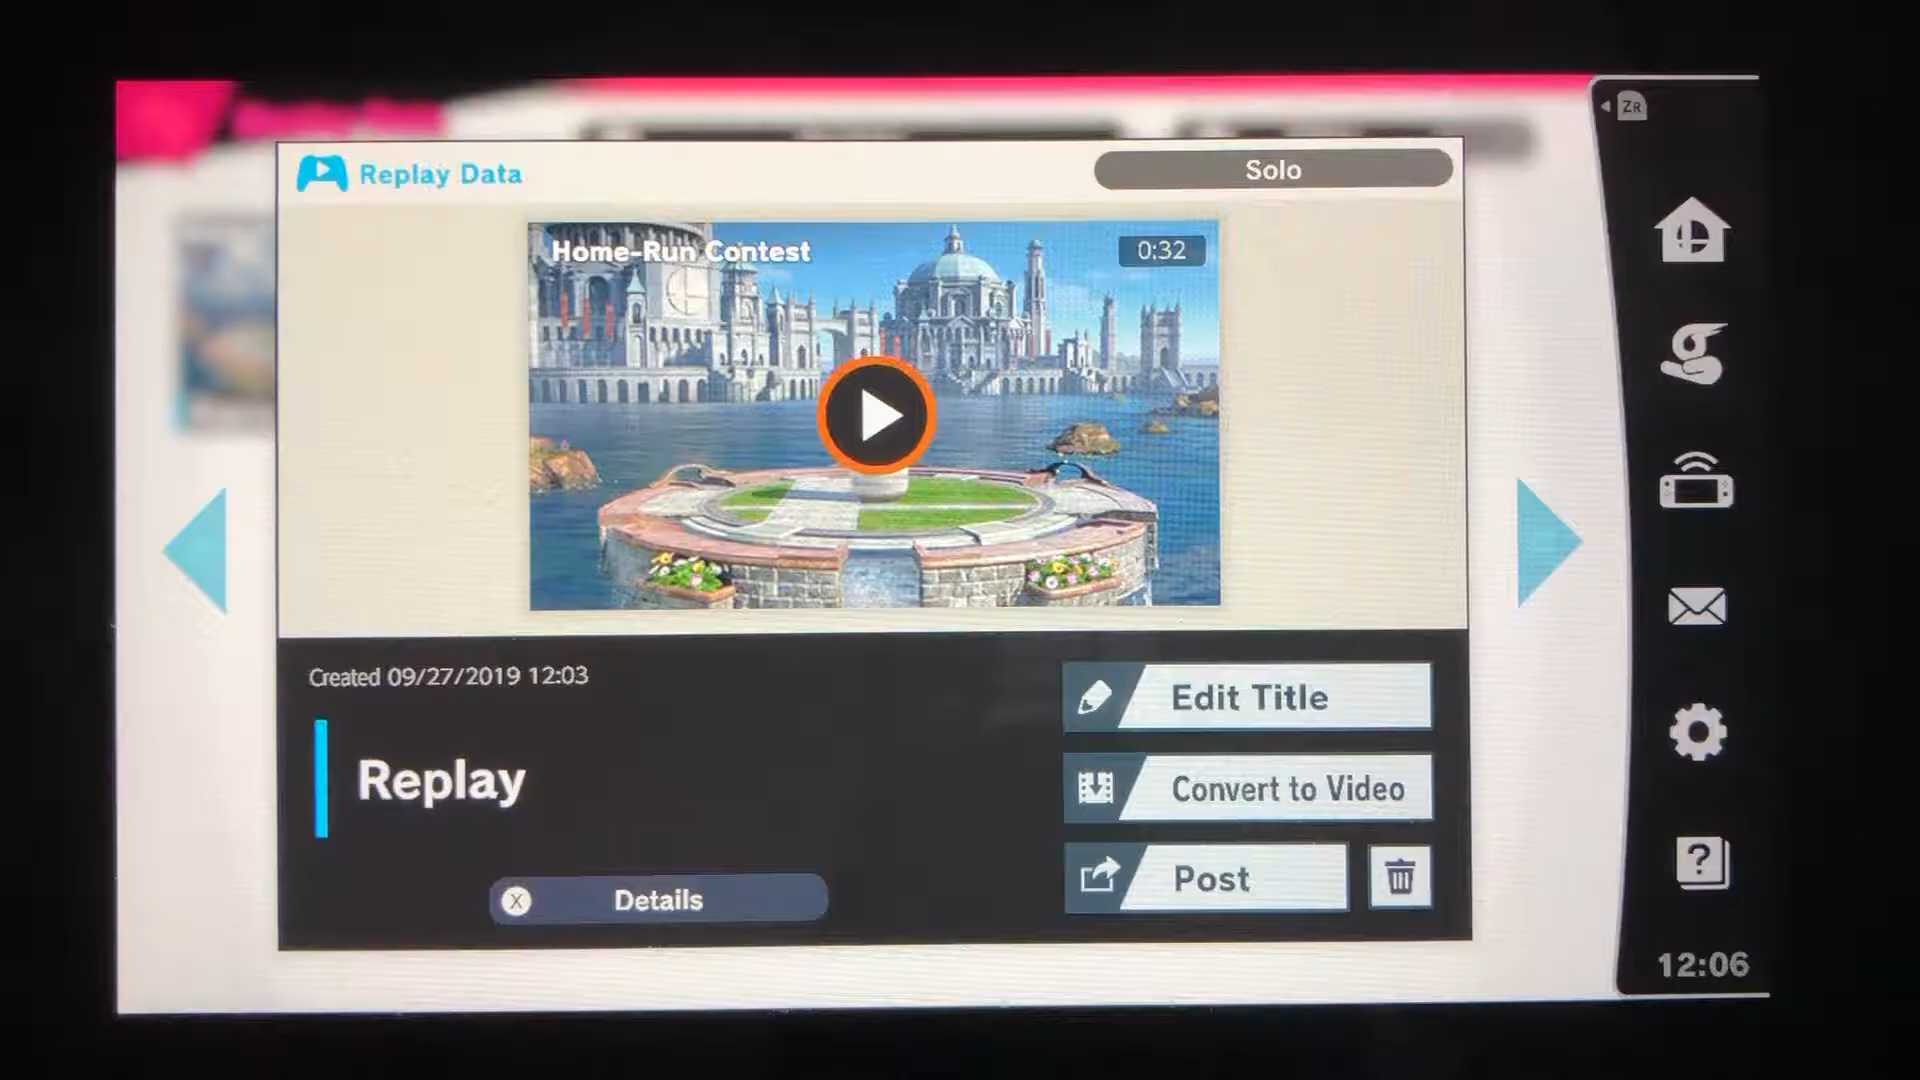 ZR
Replay Data
Solo
Home-Run Contest
0:32
Created 09/27/2019 12:03
Replay
X
Details
Edit Title
Convert to Video
Post
?
12:06